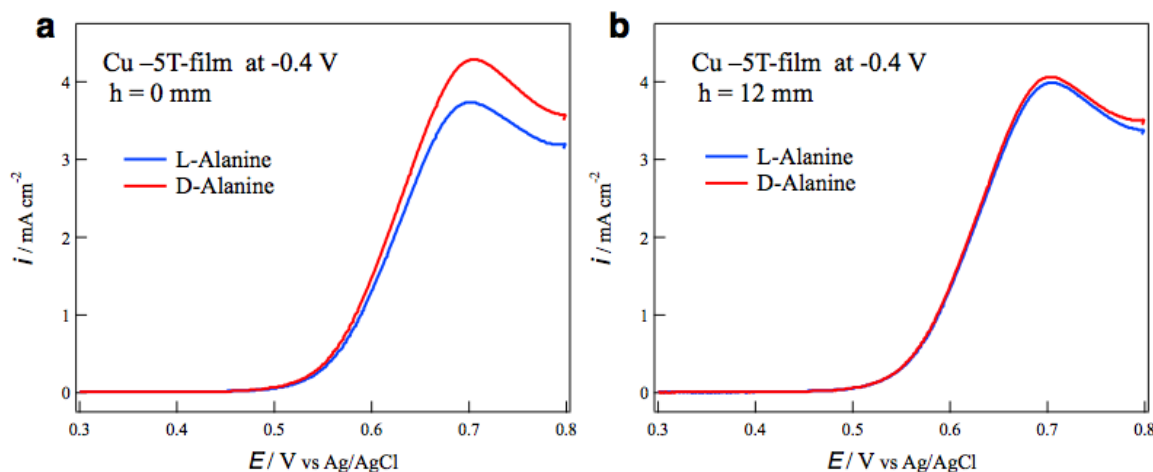 a
Cu –5T-film at -0.4 V
h = 0 mm
L-Alanine
D-Alanine
i / mA cm-2
4
3
2
1
0
0.3 0.4 0.5 0.6 0.7 0.8
E / V vs Ag/AgCl
b
Cu –5T-film at -0.4 V
h = 12 mm
L-Alanine
D-Alanine
i / mA cm-2
4
3
2
1
0
0.3 0.4 0.5 0.6 0.7 0.8
E / V vs Ag/AgCl